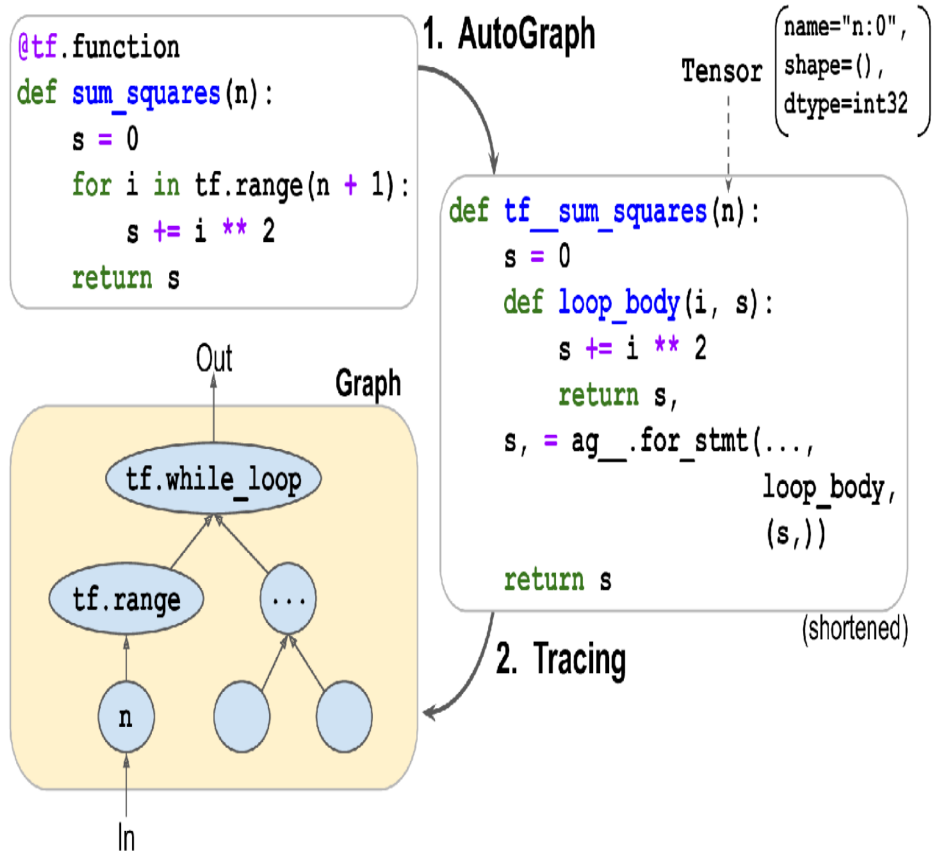 @tf.function
def sum_squares(n):
    s = 0
    for i in tf.range(n + 1):
        s += i ** 2
    return s
1. AutoGraph
Tensor
name="n:0",
shape=(),
dtype=int32
def tf__sum_squares(n):
    s = 0
    def loop_body(i, s):
        s += i ** 2
        return s,
    s, = ag__.for_stmt(...,
                       loop_body,
                       (s,))
    return s
(shortened)
2. Tracing
Graph
Out
tf.while_loop
tf.range
...
n
In